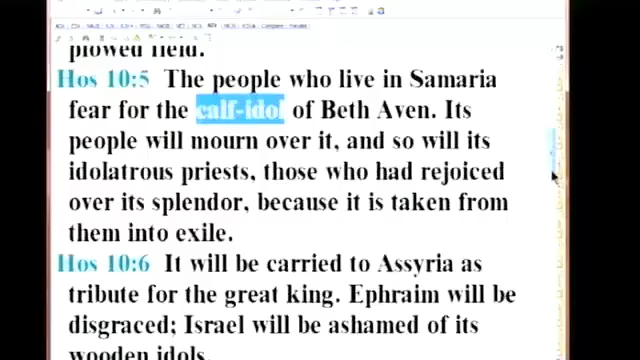 plowed field.
Hos 10:5 The people who live in Samaria
fear for the calf-idol of Beth Aven. Its
people will mourn over it, and so will its
idolatrous priests, those who had rejoiced
over its splendor, because it is taken from
them into exile.
Hos 10:6 It will be carried to Assyria as
tribute for the great king. Ephraim will be
disgraced; Israel will be ashamed of its
wooden idols.